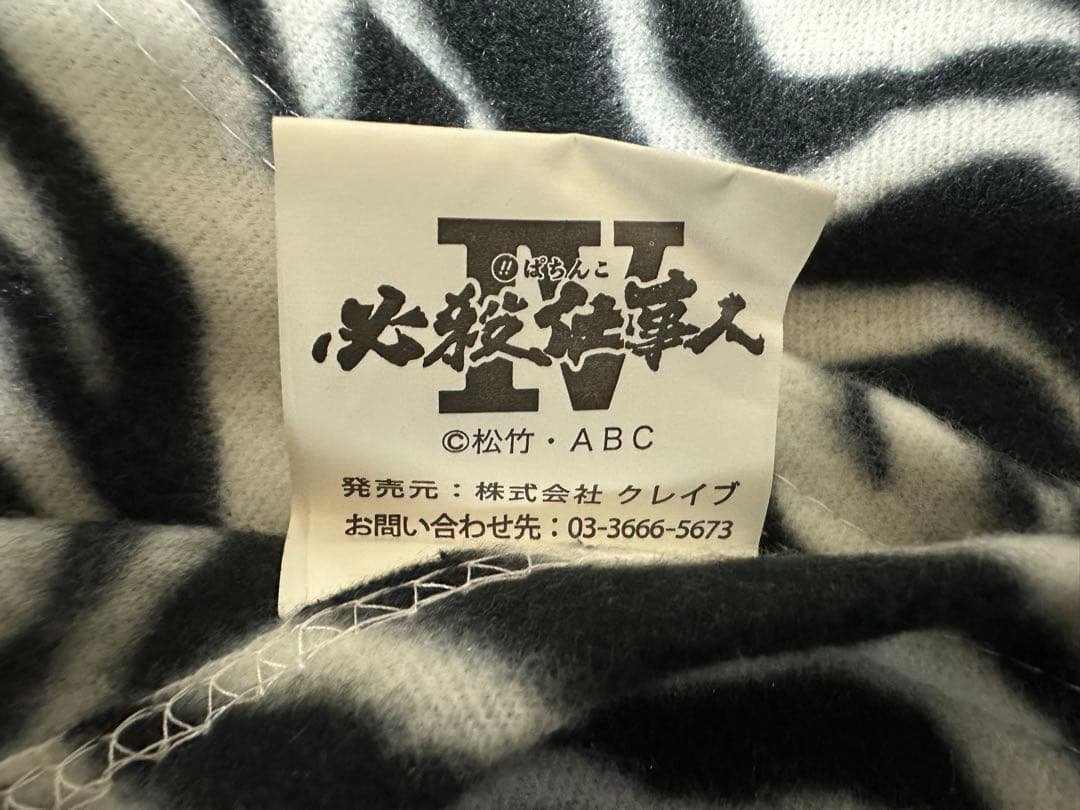 ‼ぱちんこ
必殺仕事人
IV
©松竹・ABC
発売元：株式会社 クレイブ
お問い合わせ先：03-3666-5673